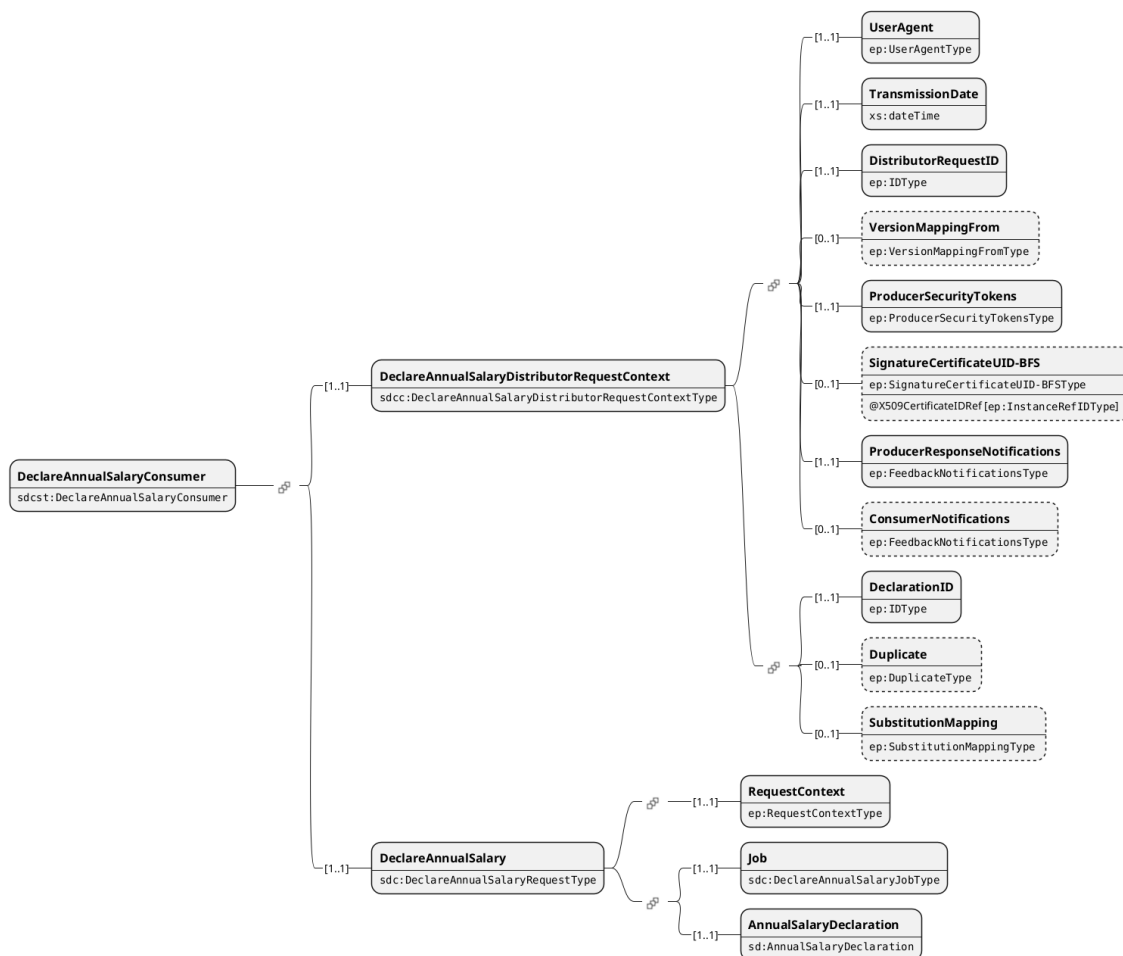 [1..1]
UserAgent
ep:UserAgentType
[1..1]
TransmissionDate
xs:dateTime
[1..1]
DistributorRequestID
ep:IDType
[0..1]
VersionMappingFrom
ep:VersionMappingFromType
[1..1]
ProducerSecurityTokens
ep:ProducerSecurityTokensType
[0..1]
SignatureCertificateUID-BFS
ep:SignatureCertificateUID-BFSType
@X509CertificateIDRef [ep:InstanceRefIDType]
[1..1]
DeclareAnnualSalaryDistributorRequestContext
sdcc:DeclareAnnualSalaryDistributorRequestContextType
[1..1]
ProducerResponseNotifications
ep:FeedbackNotificationsType
DeclareAnnualSalaryConsumer
sdcst:DeclareAnnualSalaryConsumer
[0..1]
ConsumerNotifications
ep:FeedbackNotificationsType
[1..1]
DeclarationID
ep:IDType
[0..1]
Duplicate
ep:DuplicateType
[0..1]
SubstitutionMapping
ep:SubstitutionMappingType
[1..1]
RequestContext
ep:RequestContextType
[1..1]
DeclareAnnualSalary
sdc:DeclareAnnualSalaryRequestType
[1..1]
Job
sdc:DeclareAnnualSalaryJobType
[1..1]
AnnualSalaryDeclaration
sd:AnnualSalaryDeclaration